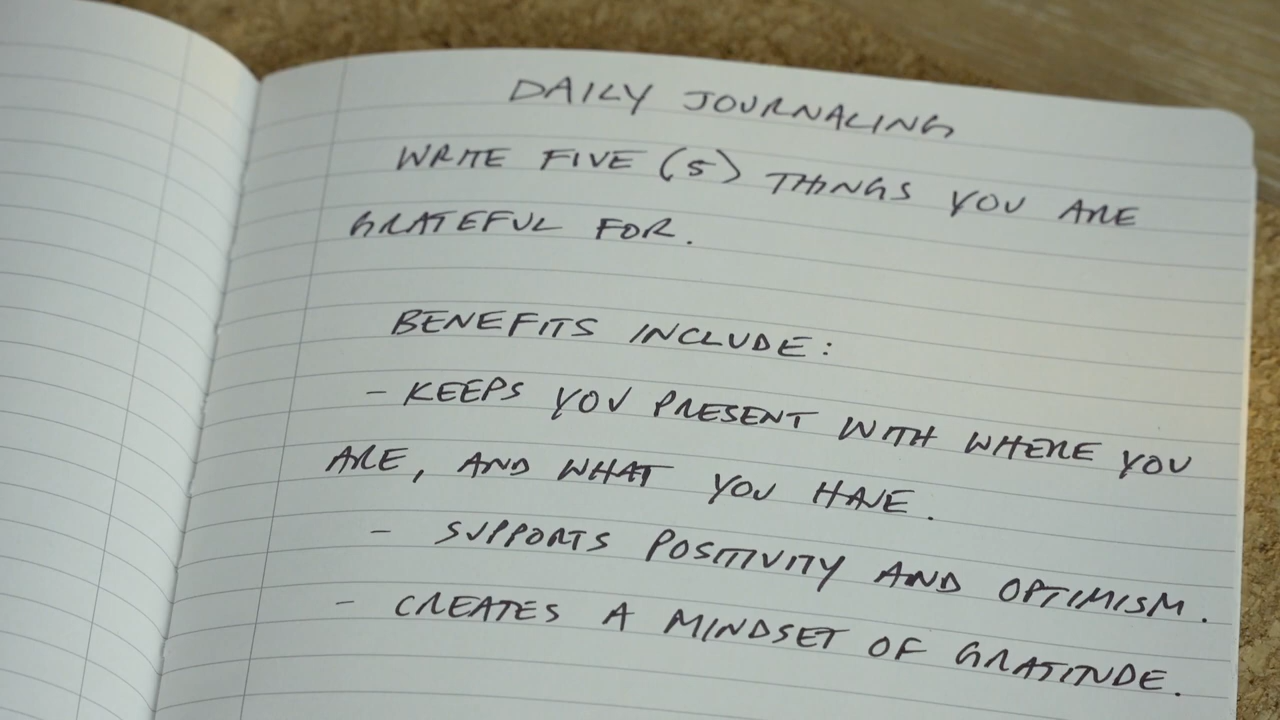 DAILY JOURNALING
WRITE FIVE (5) THINGS YOU ARE
GRATEFUL FOR.
BENEFITS INCLUDE:
- KEEPS YOU PRESENT WITH WHERE YOU
ARE, AND WHAT YOU HAVE.
- SUPPORTS POSITIVITY AND OPTIMISM.
- CREATES A MINDSET OF GRATITUDE.